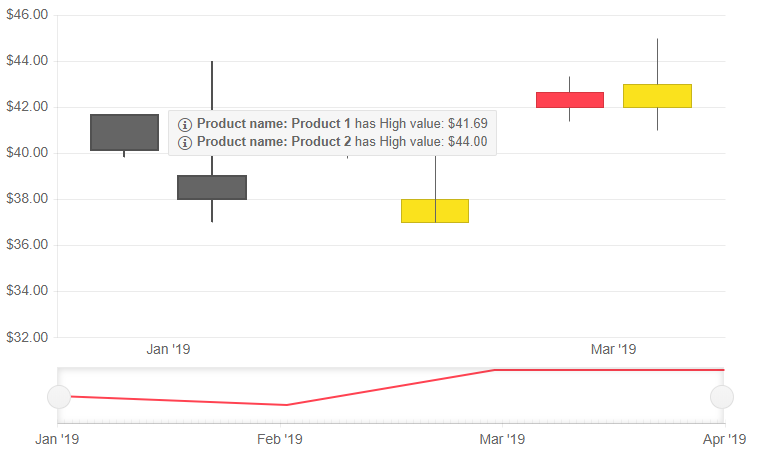 $46.00
$44.00
$42.00
$40.00
$38.00
$36.00
$34.00
$32.00
Product name: Product 1 has High value: $41.69
Product name: Product 2 has High value: $44.00
Jan '19
Mar '19
Jan '19
Feb '19
Mar '19
Apr '19